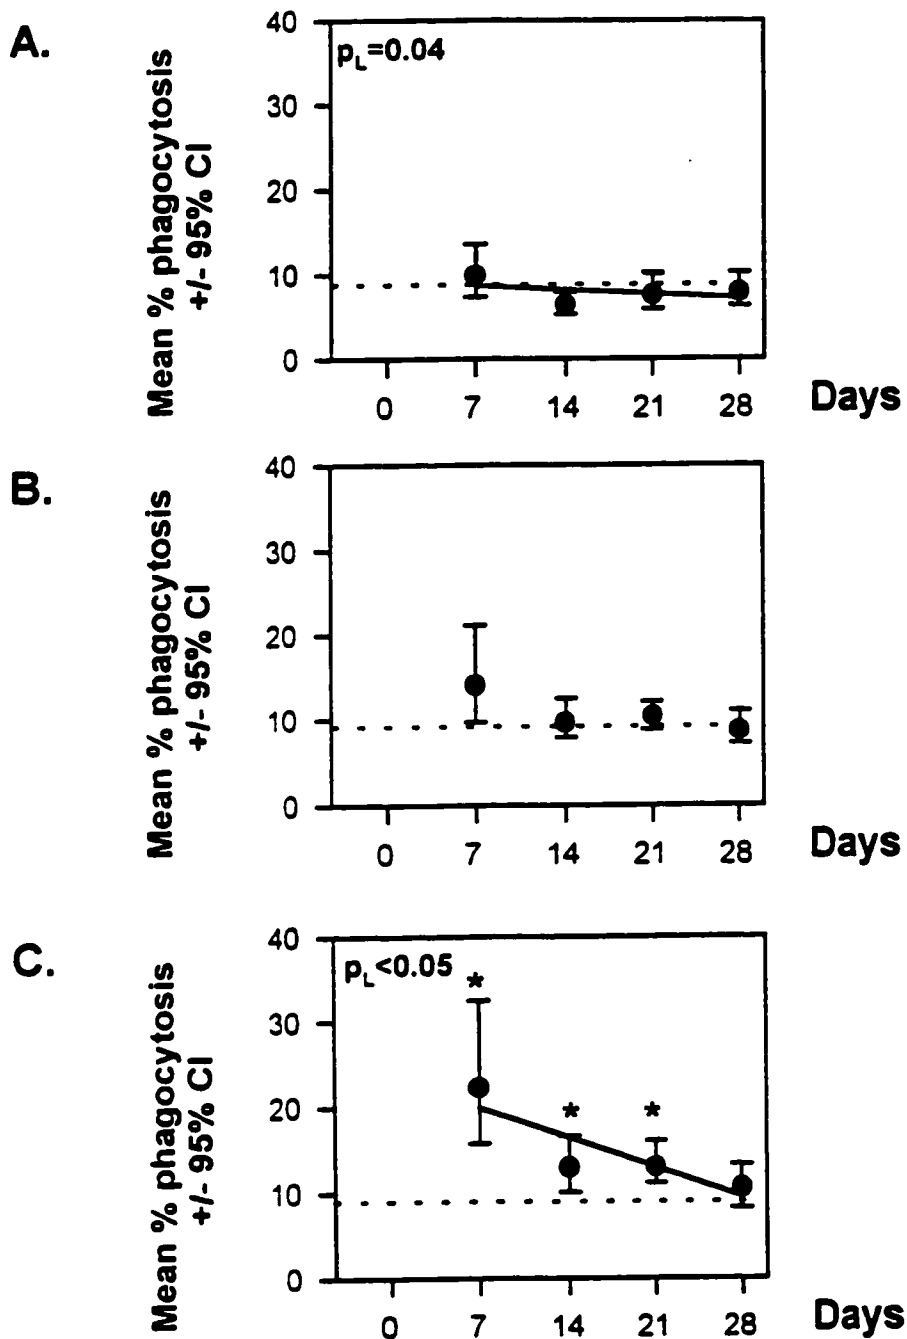 A.
Mean % phagocytosis
+/- 95% CI
40
30
20
10
0
p_L=0.04
0 7 14 21 28 Days
B.
Mean % phagocytosis
+/- 95% CI
40
30
20
10
0
0 7 14 21 28 Days
C.
Mean % phagocytosis
+/- 95% CI
40
30
20
10
0
p_L<0.05
*
* *
0 7 14 21 28 Days